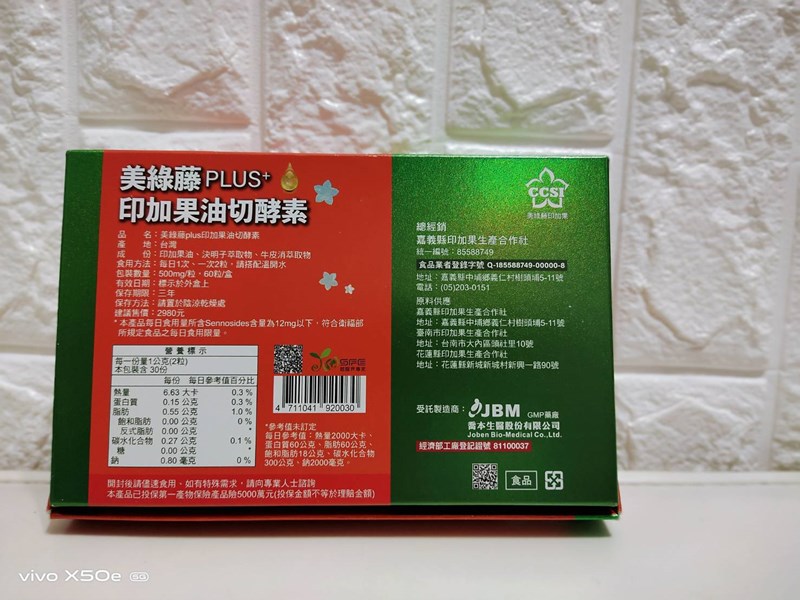 美綠藤PLUS+
印加果油切酵素
品　　名：美綠藤plus印加果油切酵素
產　　地：台灣
成　　份：印加果油、決明子萃取物、牛皮消萃取物
食用方法：每日1次、一次2粒，請搭配溫開水
包裝數量：500mg/粒，60粒/盒
有效日期：標示於外盒上
保存期限：三年
保存方法：請置於陰涼乾燥處
建議售價：2980元
*本產品每日食用量所含Sennosides含量為12mg以下，符合衛福部
所規定食品之每日食用限量。
營養標示
每一份量1公克(2粒)
本包裝含 30份
每份 每日參考值百分比
熱量 6.63 大卡 0.3 %
蛋白質 0.15 公克 0.3 %
脂肪 0.55 公克 1.0 %
飽和脂肪 0.00 公克 0 %
反式脂肪 0.00 公克 *
碳水化合物 0.27 公克 0.1 %
糖 0.00 公克 *
鈉 0.80 毫克 0 %
4 711041 920030
*參考值未訂定
每日參考值：熱量2000大卡、
蛋白質60公克、脂肪60公克、
飽和脂肪18公克、碳水化合物
300公克、鈉2000毫克。
開封後請儘速食用、如有特殊需求，請向專業人士諮詢
本產品已投保第一產物保險產品險5000萬元(投保金額不等於理賠金額)
CCSI
美綠藤印加果
總經銷
嘉義縣印加果生產合作社
統一編號：85588749
食品業者登錄字號 Q-185588749-00000-8
地址：嘉義縣中埔鄉義仁村樹頭埔5-11號
電話：(05)203-0151
原料供應
嘉義縣印加果生產合作社
地址：嘉義縣中埔鄉義仁村樹頭埔5-11號
臺南市印加果生產合作社
地址：台南市大內區頭社里10號
花蓮縣印加果生產合作社
地址：花蓮縣新城新城村新興一路90號
受託製造商：JBM GMP藥廠
喬本生醫股份有限公司
Joben Bio-Medical Co.,Ltd.
經濟部工廠登記證號 81100037
食品
vivo X50e 5G